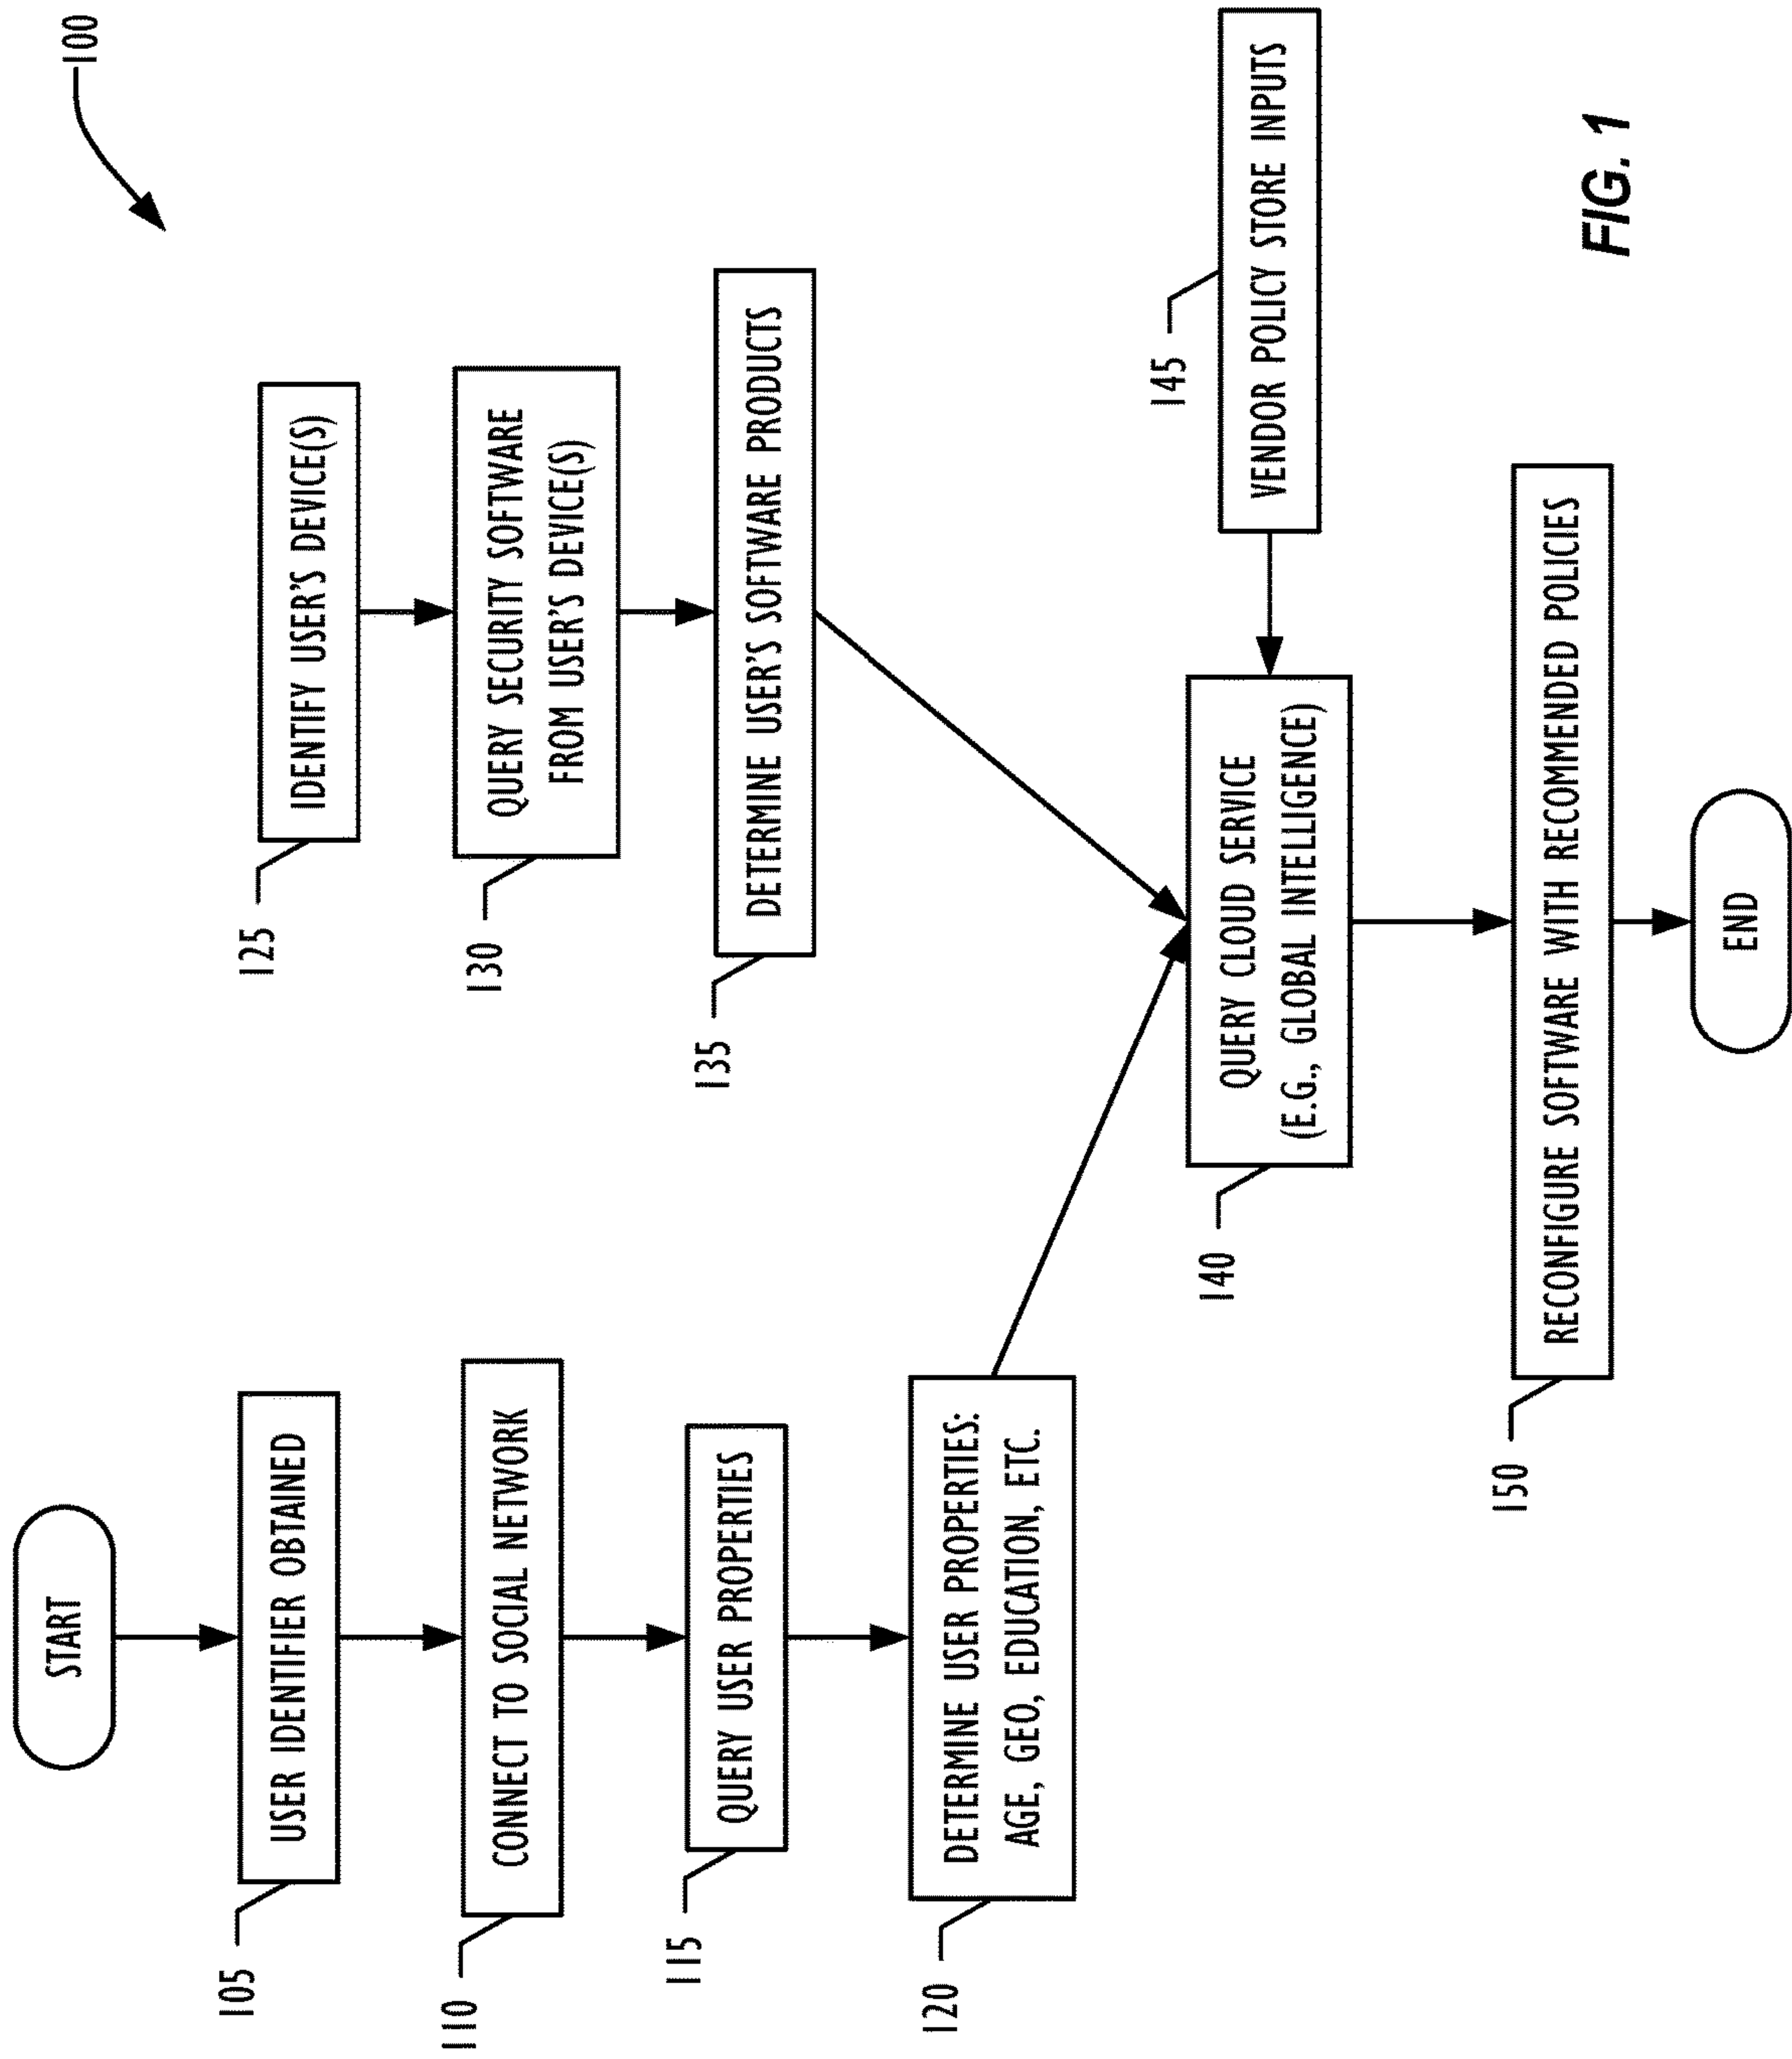 100
START
105
USER IDENTIFIER OBTAINED
110
CONNECT TO SOCIAL NETWORK
115
QUERY USER PROPERTIES
120
DETERMINE USER PROPERTIES:
AGE, GEO, EDUCATION, ETC.
125
IDENTIFY USER'S DEVICE(S)
130
QUERY SECURITY SOFTWARE
FROM USER'S DEVICE(S)
135
DETERMINE USER'S SOFTWARE PRODUCTS
140
QUERY CLOUD SERVICE
(E.G., GLOBAL INTELLIGENCE)
145
VENDOR POLICY STORE INPUTS
150
RECONFIGURE SOFTWARE WITH RECOMMENDED POLICIES
END
FIG. 1